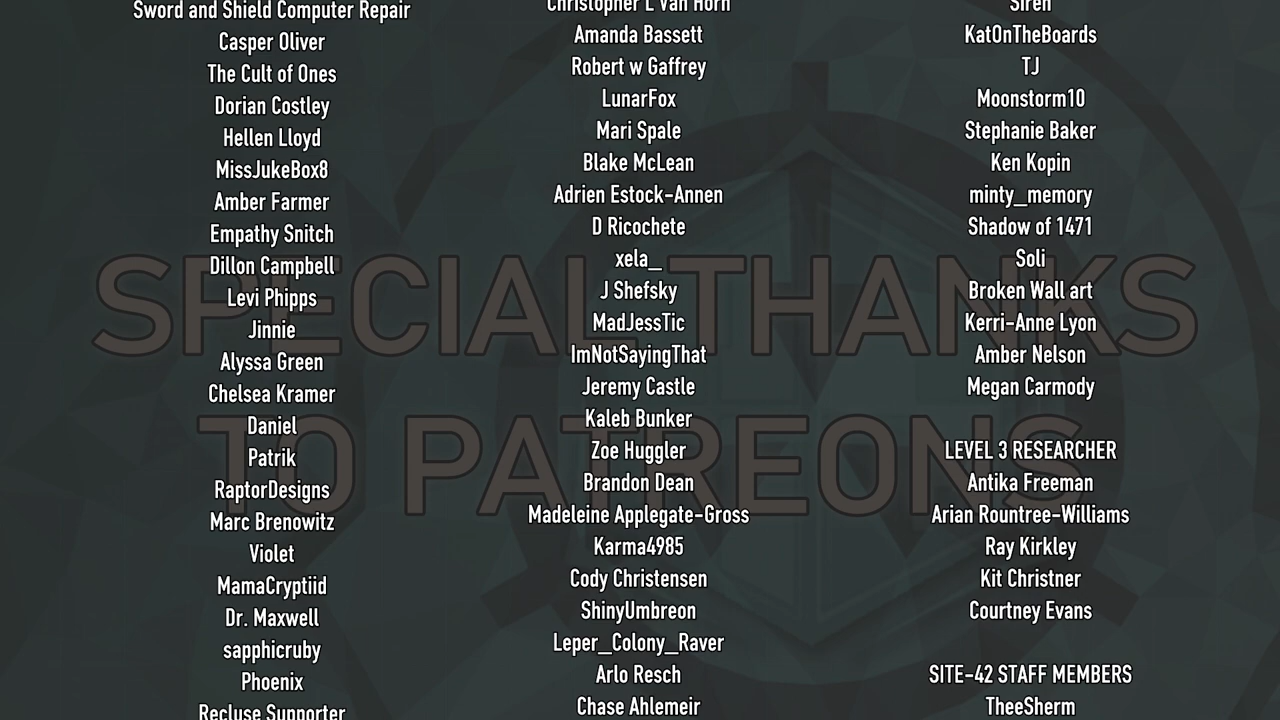 Sword and Shield Computer Repair
Casper Oliver
The Cult of Ones
Dorian Costley
Hellen Lloyd
MissJukeBox8
Amber Farmer
Empathy Snitch
Dillon Campbell
Levi Phipps
Jinnie
Alyssa Green
Chelsea Kramer
Daniel
Patrik
RaptorDesigns
Marc Brenowitz
Violet
MamaCryptiid
Dr. Maxwell
sapphicruby
Phoenix
Recluse Supporter
Christopher L Van Horn
Amanda Bassett
Robert w Gaffrey
LunarFox
Mari Spale
Blake McLean
Adrien Estock-Annen
D Ricochete
xela_
J Shefsky
MadJessTic
ImNotSayingThat
Jeremy Castle
Kaleb Bunker
Zoe Huggler
Brandon Dean
Madeleine Applegate-Gross
Karma4985
Cody Christensen
ShinyUmbreon
Leper_Colony_Raver
Arlo Resch
Chase Ahlemeir
Siren
KatOnTheBoards
TJ
Moonstorm10
Stephanie Baker
Ken Kopin
minty_memory
Shadow of 1471
Soli
Broken Wall art
Kerri-Anne Lyon
Amber Nelson
Megan Carmody
LEVEL 3 RESEARCHER
Antika Freeman
Arian Rountree-Williams
Ray Kirkley
Kit Christner
Courtney Evans
SITE-42 STAFF MEMBERS
TheeSherm
SPECIAL THANKS
TO PATREONS